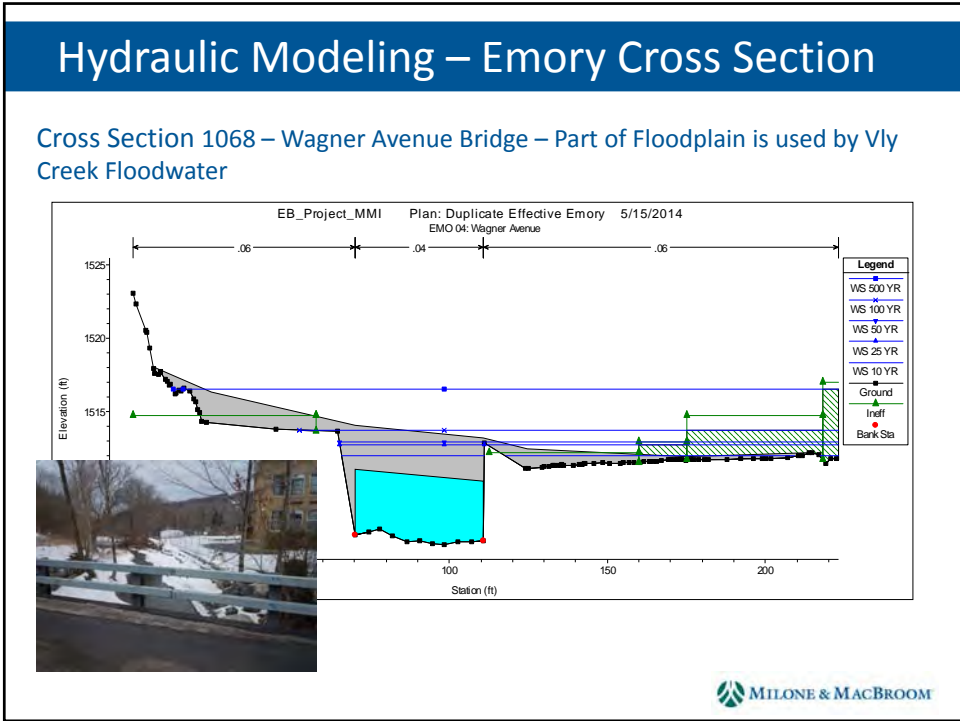 Hydraulic Modeling – Emory Cross Section
Cross Section 1068 – Wagner Avenue Bridge – Part of Floodplain is used by Vly
Creek Floodwater
EB_Project_MMI Plan: Duplicate Effective Emory 5/15/2014
EMO 04: Wagner Avenue
.06 .04 .06
1525
1520
1515
Elevation (ft)
100 150 200
Station (ft)
Legend
WS 500 YR
WS 100 YR
WS 50 YR
WS 25 YR
WS 10 YR
Ground
Ineff
Bank Sta
MILONE & MACBROOM